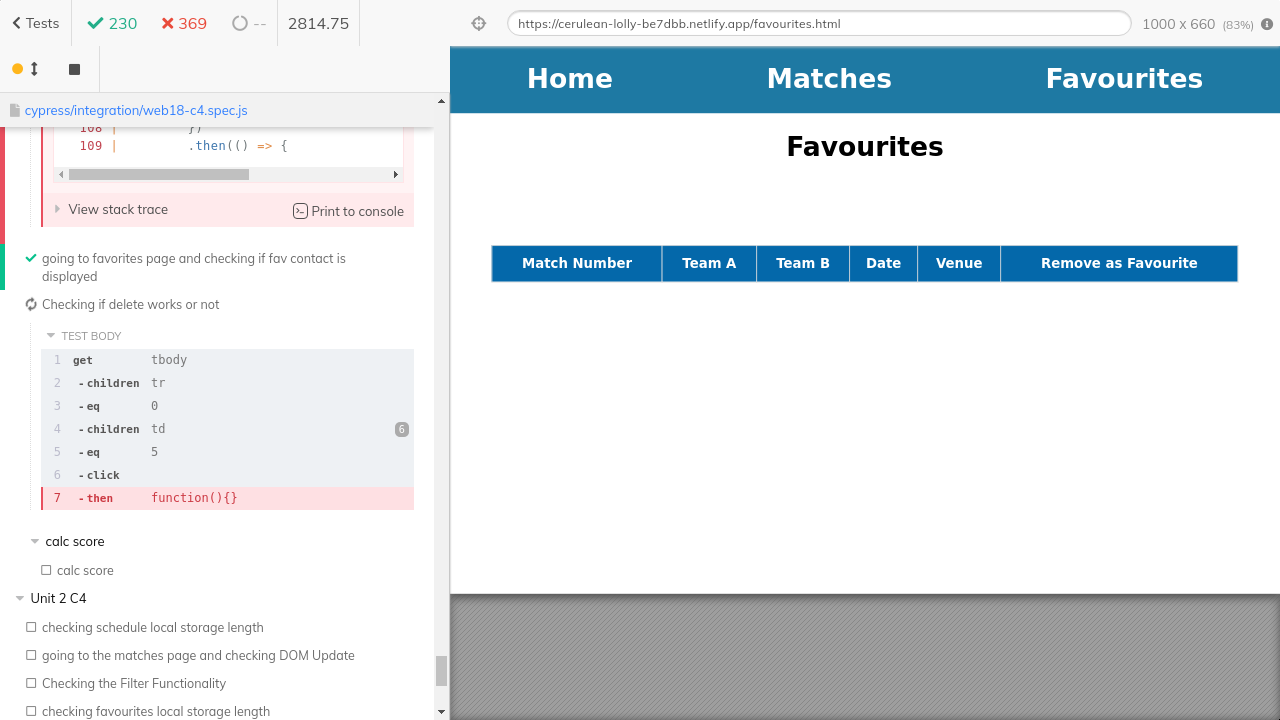 Tests
230
369
--
2814.75
https://cerulean-lolly-be7dbb.netlify.app/favourites.html
1000 x 660 (83%)
cypress/integration/web18-c4.spec.js
108 | })
109 | .then(() => {
View stack trace
Print to console
going to favorites page and checking if fav contact is
displayed
Checking if delete works or not
TEST BODY
1 get tbody
2 -children tr
3 -eq 0
4 -children td 6
5 -eq 5
6 -click
7 -then function(){}
calc score
calc score
Unit 2 C4
checking schedule local storage length
going to the matches page and checking DOM Update
Checking the Filter Functionality
checking favourites local storage length
Home Matches Favourites
Favourites
Match Number Team A Team B Date Venue Remove as Favourite